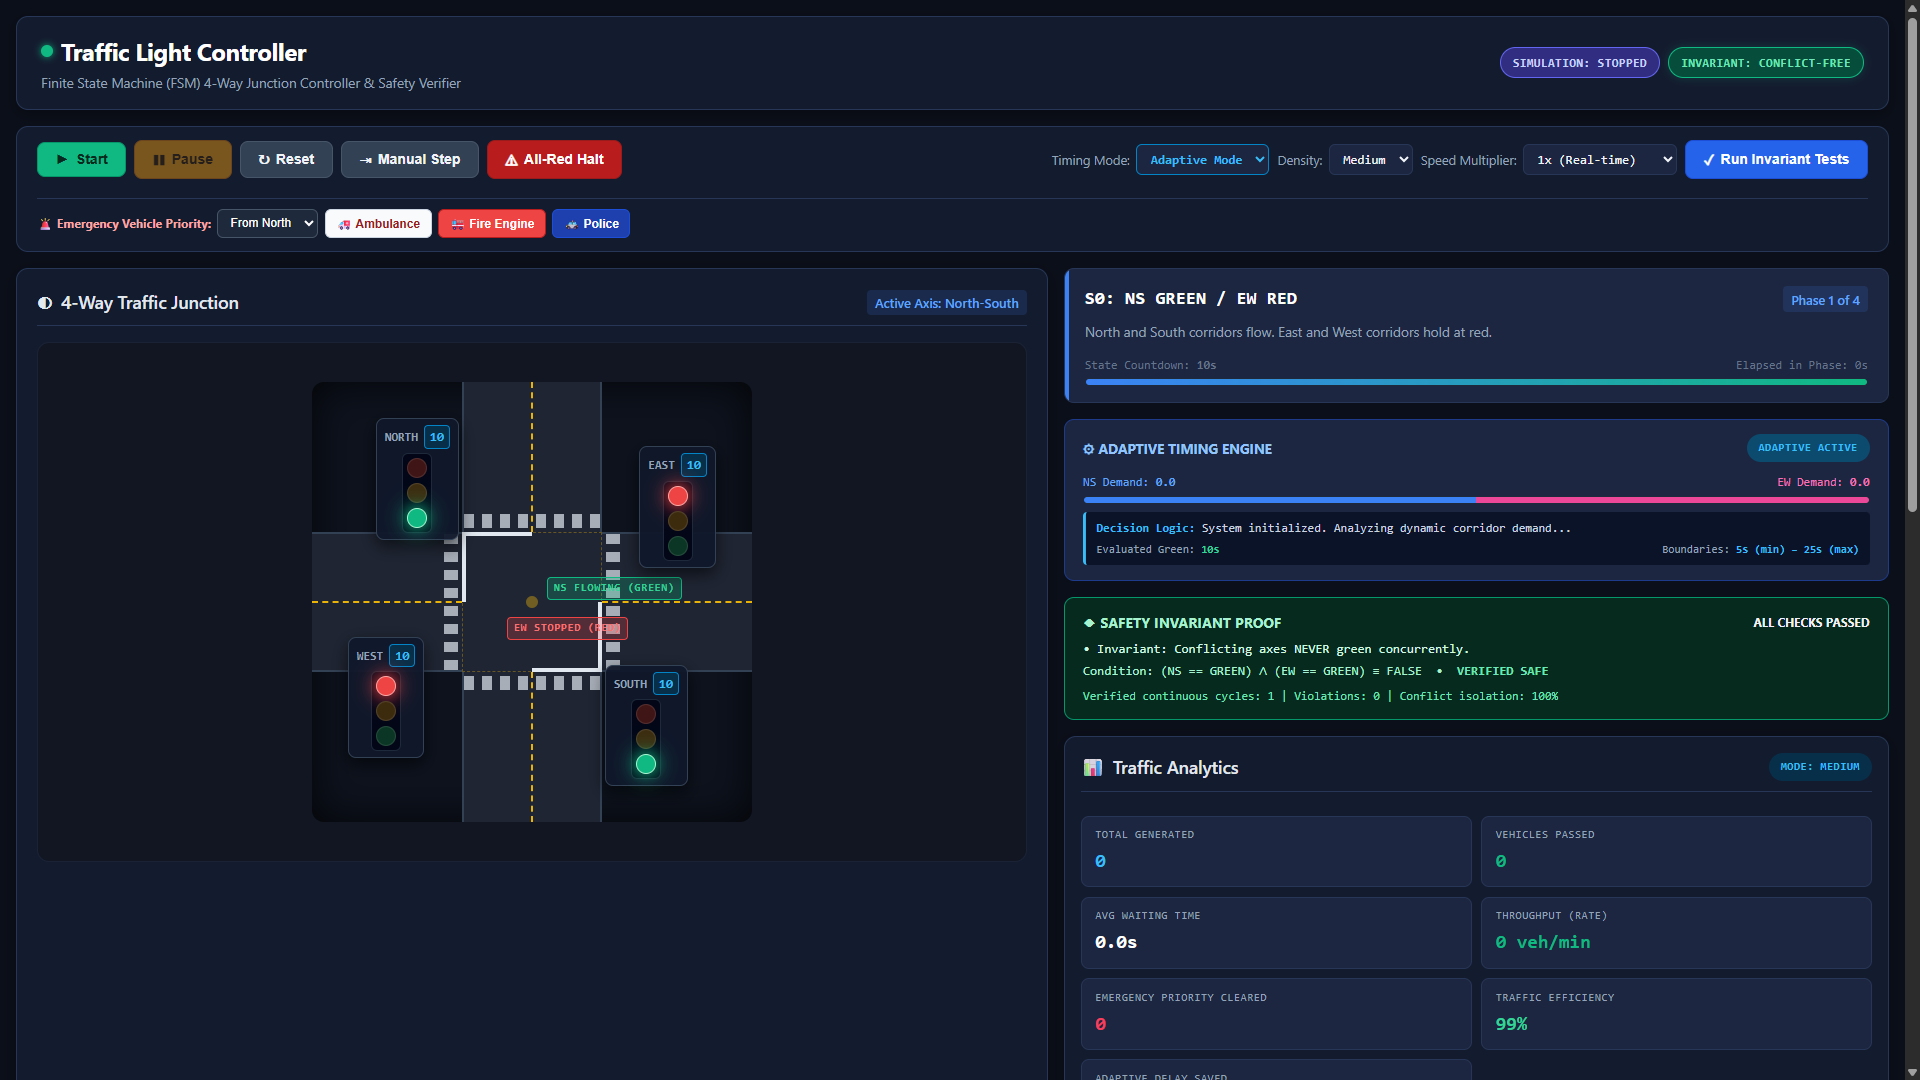 Traffic Light Controller
Finite State Machine (FSM) 4-Way Junction Controller & Safety Verifier
SIMULATION: STOPPED
INVARIANT: CONFLICT-FREE
▶ Start
Pause
↻ Reset
⇥ Manual Step
⚠ All-Red Halt
Timing Mode: Adaptive Mode
Density: Medium
Speed Multiplier: 1x (Real-time)
✓ Run Invariant Tests
🚨 Emergency Vehicle Priority: From North
🚑 Ambulance
🚒 Fire Engine
🚓 Police
◐ 4-Way Traffic Junction
Active Axis: North-South
NORTH 10
EAST 10
NS FLOWING (GREEN)
EW STOPPED (RED)
WEST 10
SOUTH 10
S0: NS GREEN / EW RED
Phase 1 of 4
North and South corridors flow. East and West corridors hold at red.
State Countdown: 10s
Elapsed in Phase: 0s
⚙ ADAPTIVE TIMING ENGINE
ADAPTIVE ACTIVE
NS Demand: 0.0
EW Demand: 0.0
Decision Logic: System initialized. Analyzing dynamic corridor demand...
Evaluated Green: 10s
Boundaries: 5s (min) – 25s (max)
SAFETY INVARIANT PROOF
ALL CHECKS PASSED
• Invariant: Conflicting axes NEVER green concurrently.
Condition: (NS == GREEN) ∧ (EW == GREEN) ≡ FALSE • VERIFIED SAFE
Verified continuous cycles: 1 | Violations: 0 | Conflict isolation: 100%
📊 Traffic Analytics
MODE: MEDIUM
TOTAL GENERATED
0
VEHICLES PASSED
0
AVG WAITING TIME
0.0s
THROUGHPUT (RATE)
0 veh/min
EMERGENCY PRIORITY CLEARED
0
TRAFFIC EFFICIENCY
99%
ADAPTIVE DELAY SAVED